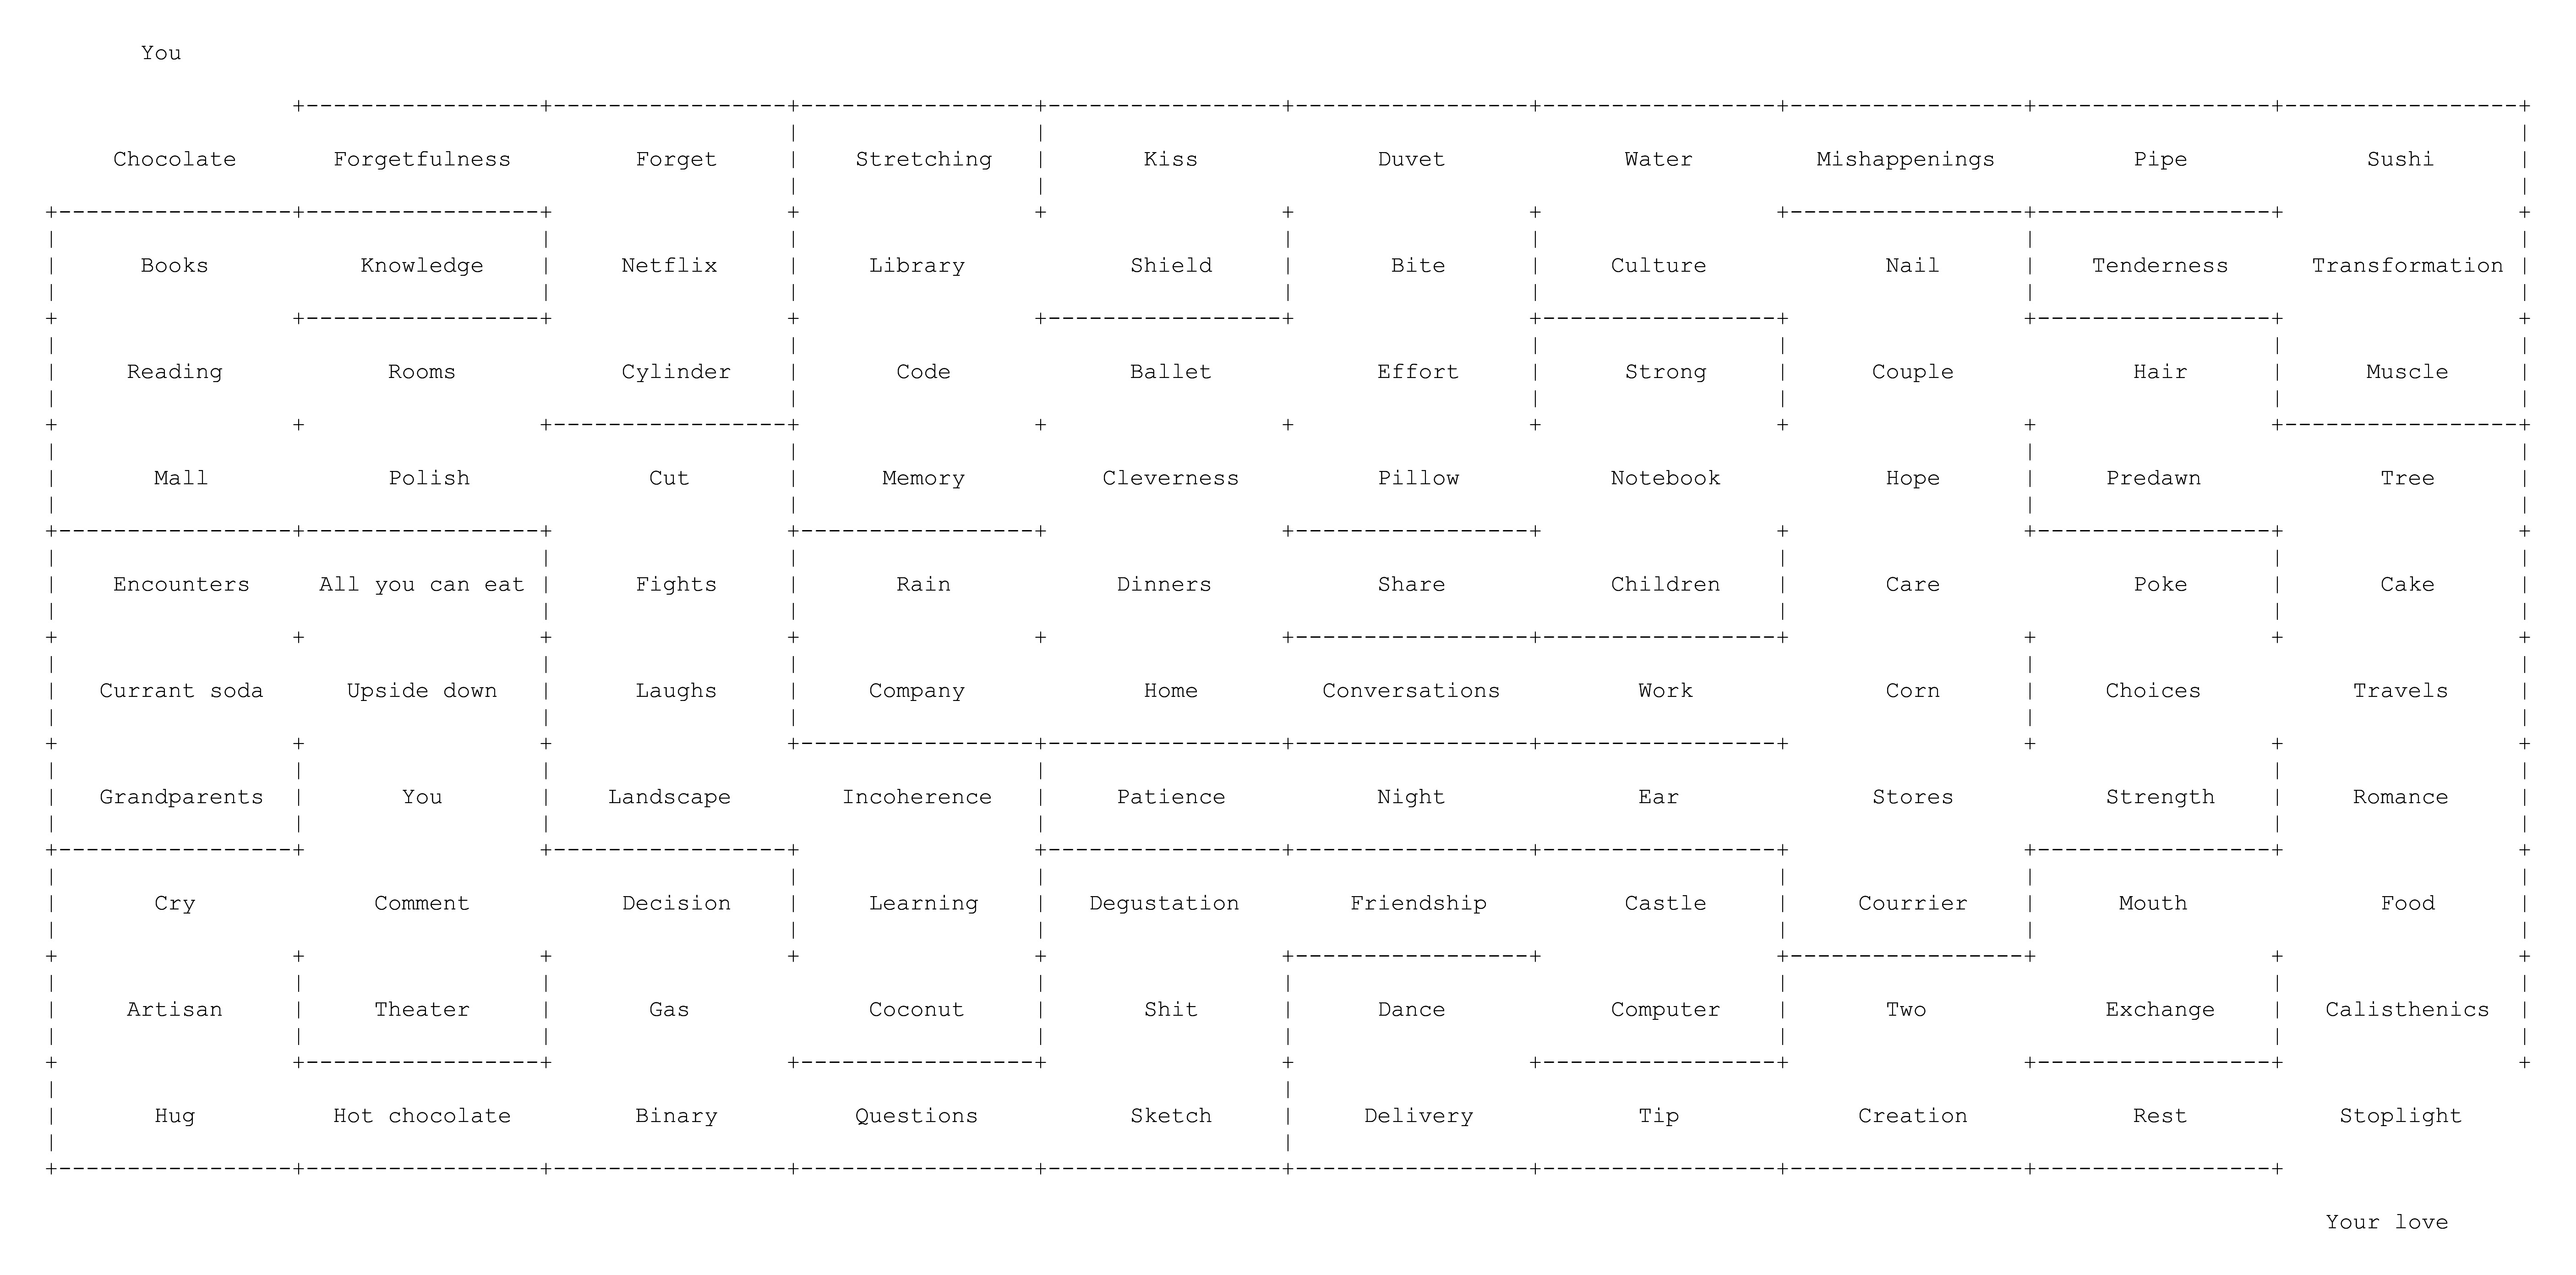 You
Chocolate Forgetfulness Forget Stretching Kiss Duvet Water Mishappenings Pipe Sushi
Books Knowledge Netflix Library Shield Bite Culture Nail Tenderness Transformation
Reading Rooms Cylinder Code Ballet Effort Strong Couple Hair Muscle
Mall Polish Cut Memory Cleverness Pillow Notebook Hope Predawn Tree
Encounters All you can eat Fights Rain Dinners Share Children Care Poke Cake
Currant soda Upside down Laughs Company Home Conversations Work Corn Choices Travels
Grandparents You Landscape Incoherence Patience Night Ear Stores Strength Romance
Cry Comment Decision Learning Degustation Friendship Castle Courrier Mouth Food
Artisan Theater Gas Coconut Shit Dance Computer Two Exchange Calisthenics
Hug Hot chocolate Binary Questions Sketch Delivery Tip Creation Rest Stoplight
Your love